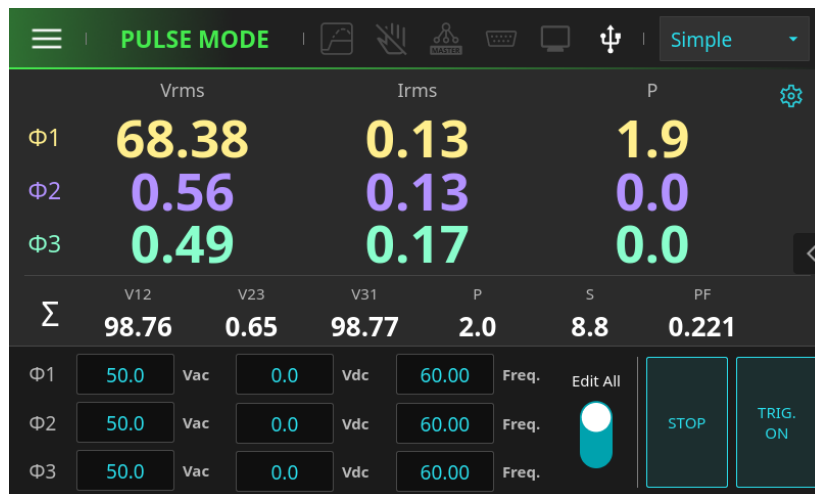 PULSE MODE MASTER Simple
Vrms Irms P
Φ1 68.38 0.13 1.9
Φ2 0.56 0.13 0.0
Φ3 0.49 0.17 0.0
V12 V23 V31 P S PF
Σ 98.76 0.65 98.77 2.0 8.8 0.221
Φ1 50.0 Vac 0.0 Vdc 60.00 Freq. Edit All
Φ2 50.0 Vac 0.0 Vdc 60.00 Freq. STOP TRIG. ON
Φ3 50.0 Vac 0.0 Vdc 60.00 Freq.